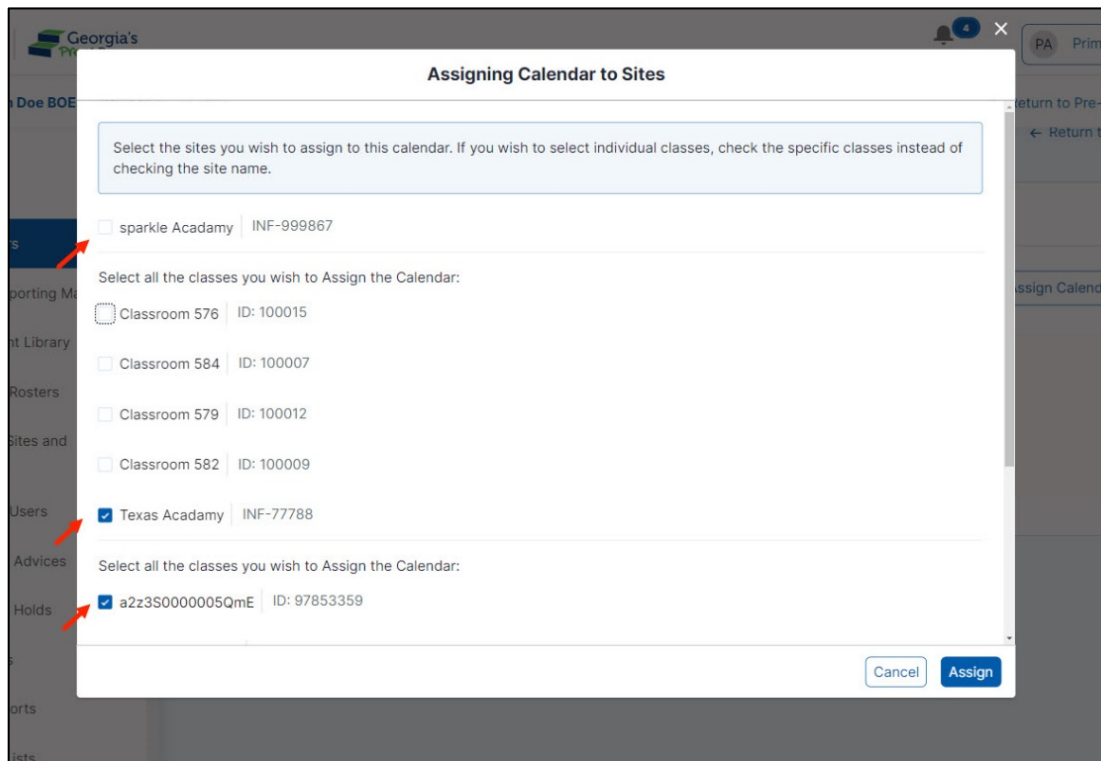 Georgia's
4
PA Prim
Assigning Calendar to Sites
Doe BOE
Return to Pre-
← Return t
Select the sites you wish to assign to this calendar. If you wish to select individual classes, check the specific classes instead of
checking the site name.
sparkle Acadamy INF-999867
rs
Select all the classes you wish to Assign the Calendar:
porting Ma
Assign Calend
Classroom 576 ID: 100015
nt Library
Classroom 584 ID: 100007
Rosters
Classroom 579 ID: 100012
Sites and
Classroom 582 ID: 100009
Users
Texas Acadamy INF-77788
Advices
Select all the classes you wish to Assign the Calendar:
Holds
a2z3S0000005QmE ID: 97853359
s
Cancel Assign
orts
ists